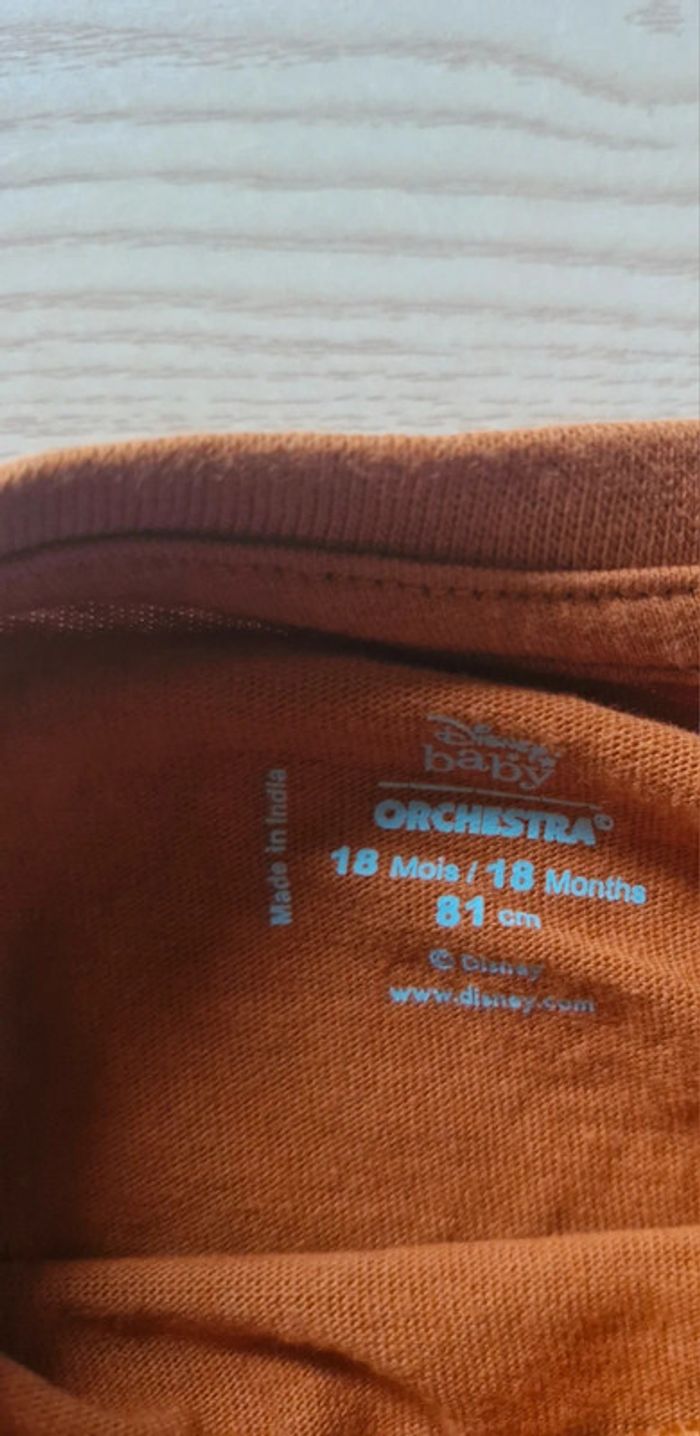 Disney
baby
ORCHESTRA©
18 Mois / 18 Months
81 cm
© Disney
www.disney.com
Made in India